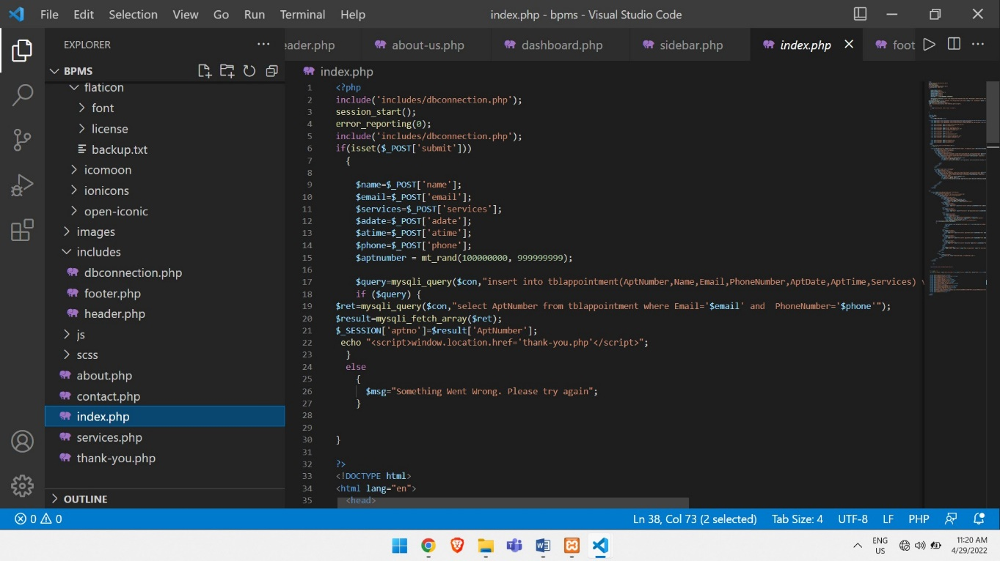 File Edit Selection View Go Run Terminal Help index.php - bpms - Visual Studio Code
EXPLORER
eader.php about-us.php dashboard.php sidebar.php index.php foot
BPMS
flaticon
font
license
backup.txt
icomoon
ionicons
open-iconic
images
includes
dbconnection.php
footer.php
header.php
js
scss
about.php
contact.php
index.php
services.php
thank-you.php
OUTLINE
index.php
1 <?php
2 include('includes/dbconnection.php');
3 session_start();
4 error_reporting(0);
5 include('includes/dbconnection.php');
6 if(isset($_POST['submit']))
7 {
8
9 $name=$_POST['name'];
10 $email=$_POST['email'];
11 $services=$_POST['services'];
12 $adate=$_POST['adate'];
13 $atime=$_POST['atime'];
14 $phone=$_POST['phone'];
15 $aptnumber = mt_rand(100000000, 999999999);
16
17 $query=mysqli_query($con,"insert into tblappointment(AptNumber,Name,Email,PhoneNumber,AptDate,AptTime,Services)
18 if ($query) {
19 $ret=mysqli_query($con,"select AptNumber from tblappointment where Email='$email' and  PhoneNumber='$phone'");
20 $result=mysqli_fetch_array($ret);
21 $_SESSION['aptno']=$result['AptNumber'];
22 echo "<script>window.location.href='thank-you.php'</script>";
23 }
24 else
25 {
26 $msg="Something Went Wrong. Please try again";
27 }
28
29
30 }
31
32 ?>
33 <!DOCTYPE html>
34 <html lang="en">
35 <head>
0 0 Ln 38, Col 73 (2 selected) Tab Size: 4 UTF-8 LF PHP
ENG
US
11:20 AM
4/29/2022